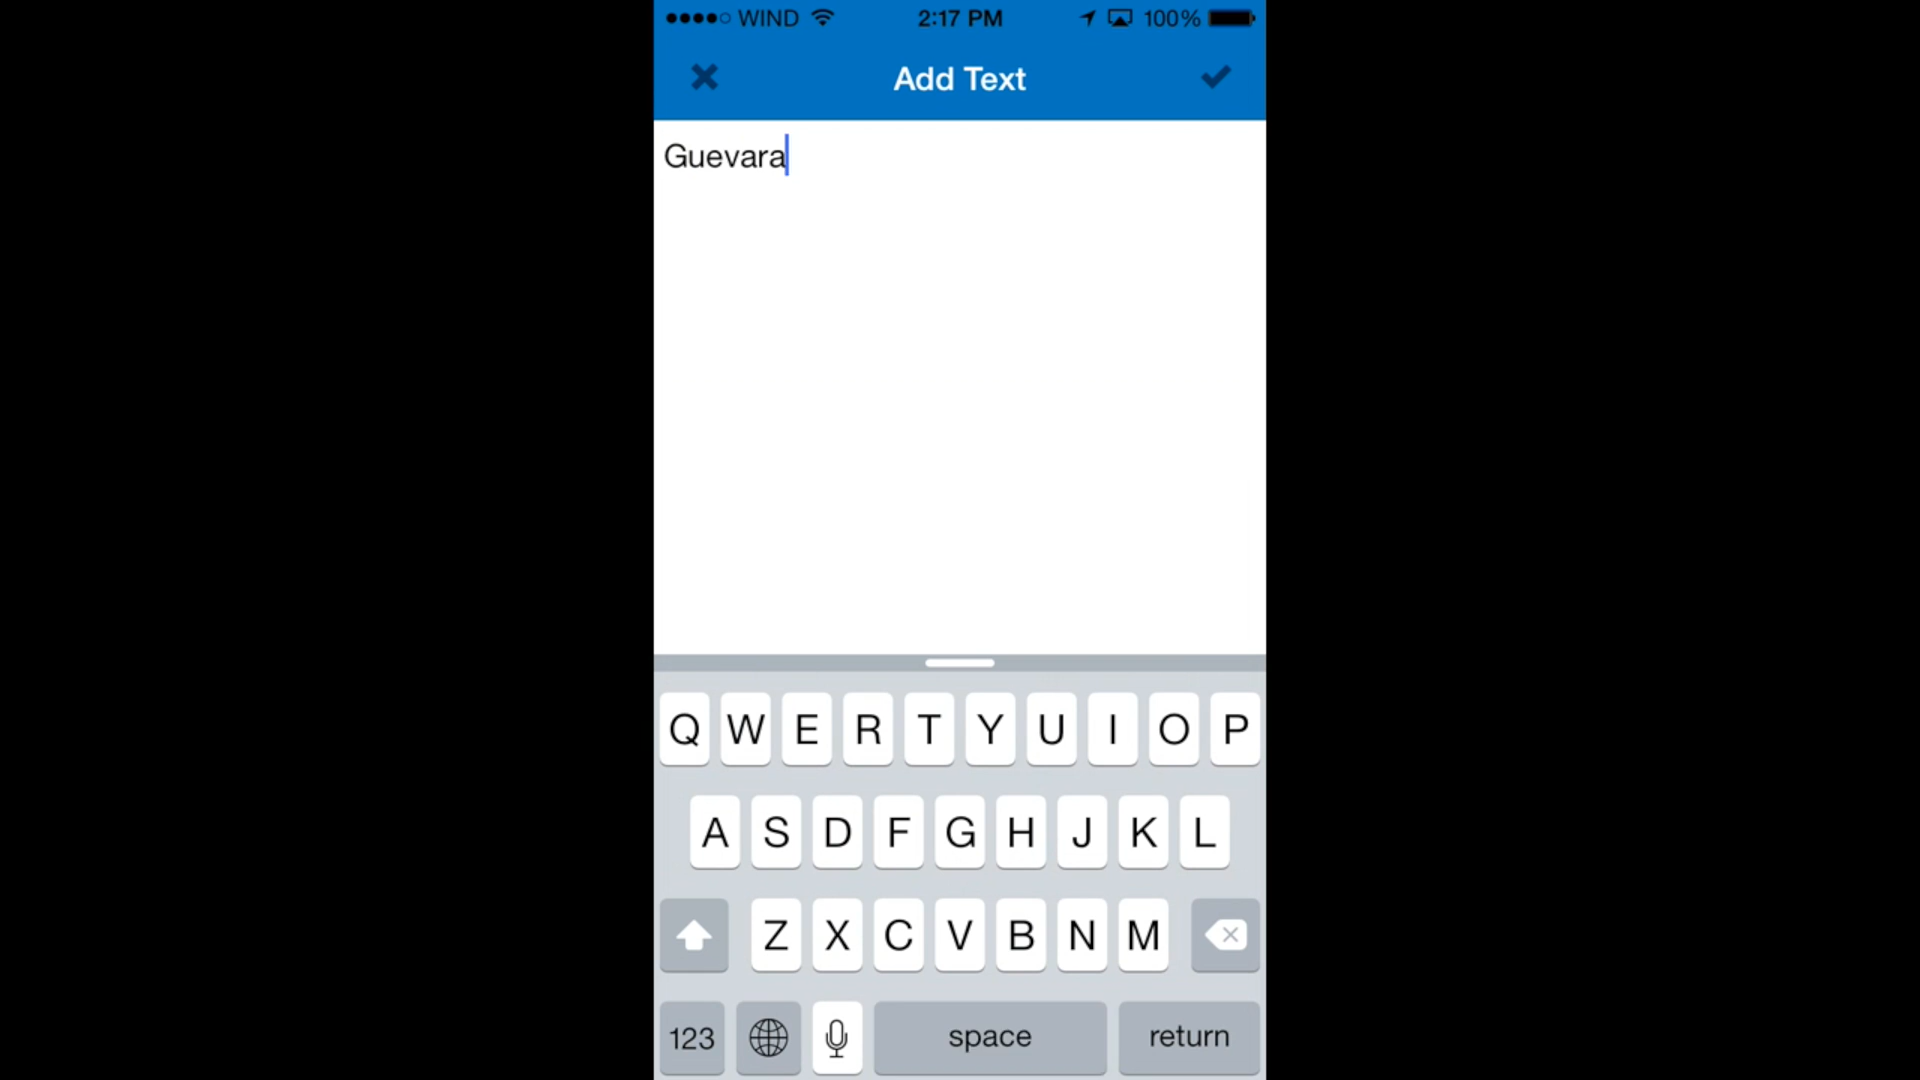 WIND 2:17 PM 100%
Add Text
Guevara
Q W E R T Y U I O P
A S D F G H J K L
Z X C V B N M
123 space return